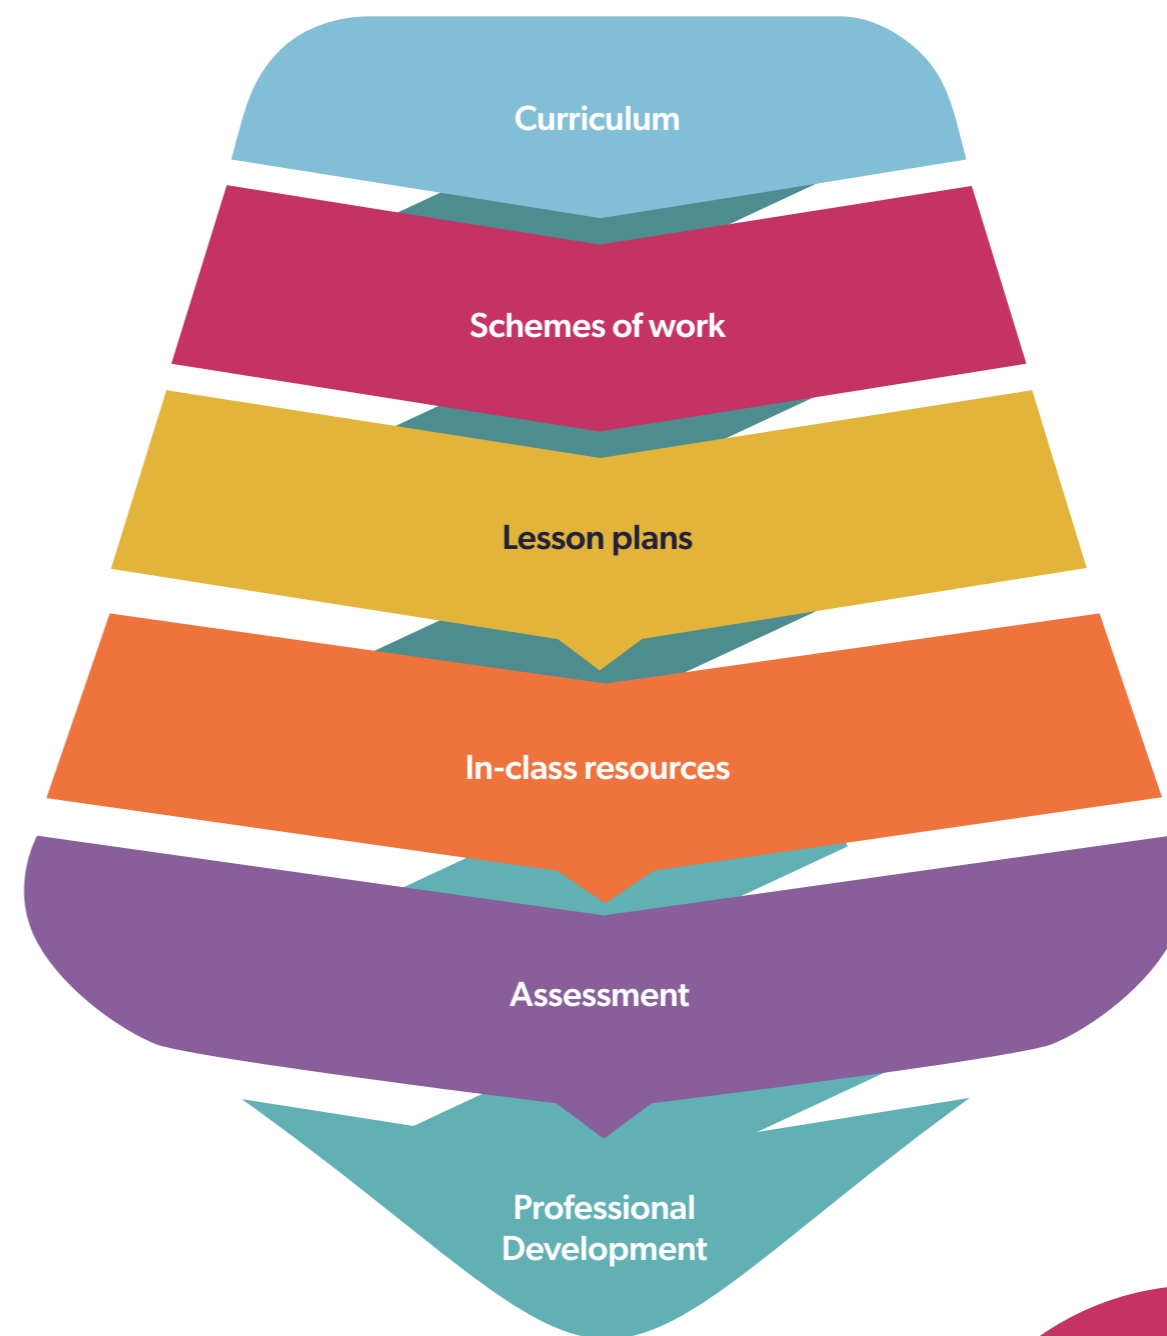 Curriculum
Schemes of work
Lesson plans
In-class resources
Assessment
Professional
Development